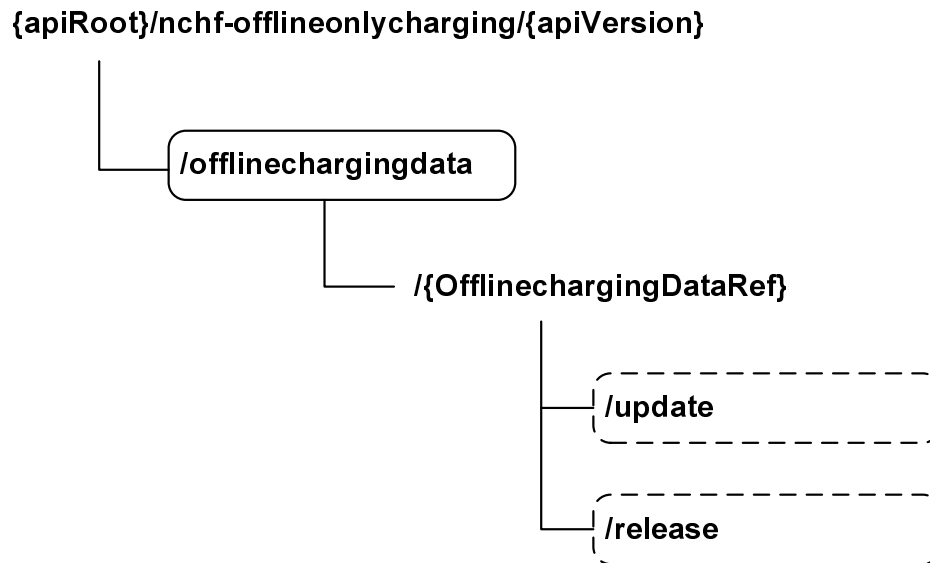 {apiRoot}/nchf-offlineonlycharging/{apiVersion}
/offlinechargingdata
/{OfflinechargingDataRef}
/update
/release